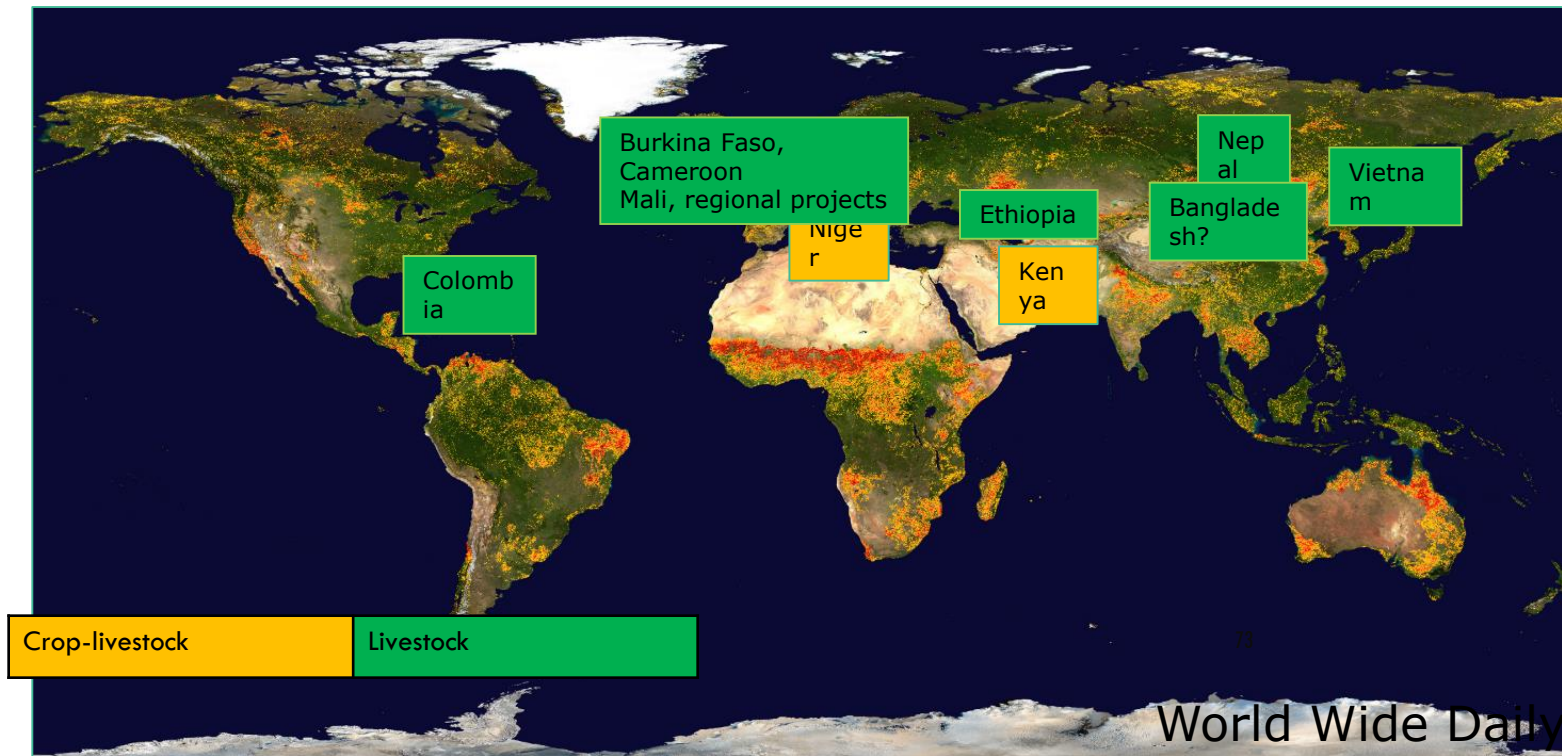 Burkina Faso,
Cameroon
Mali, regional projects
Nep
al
Vietna
m
Banglade
sh?
Ethiopia
Nige
r
Ken
ya
Colomb
ia
Crop-livestock
Livestock
World Wide Daily